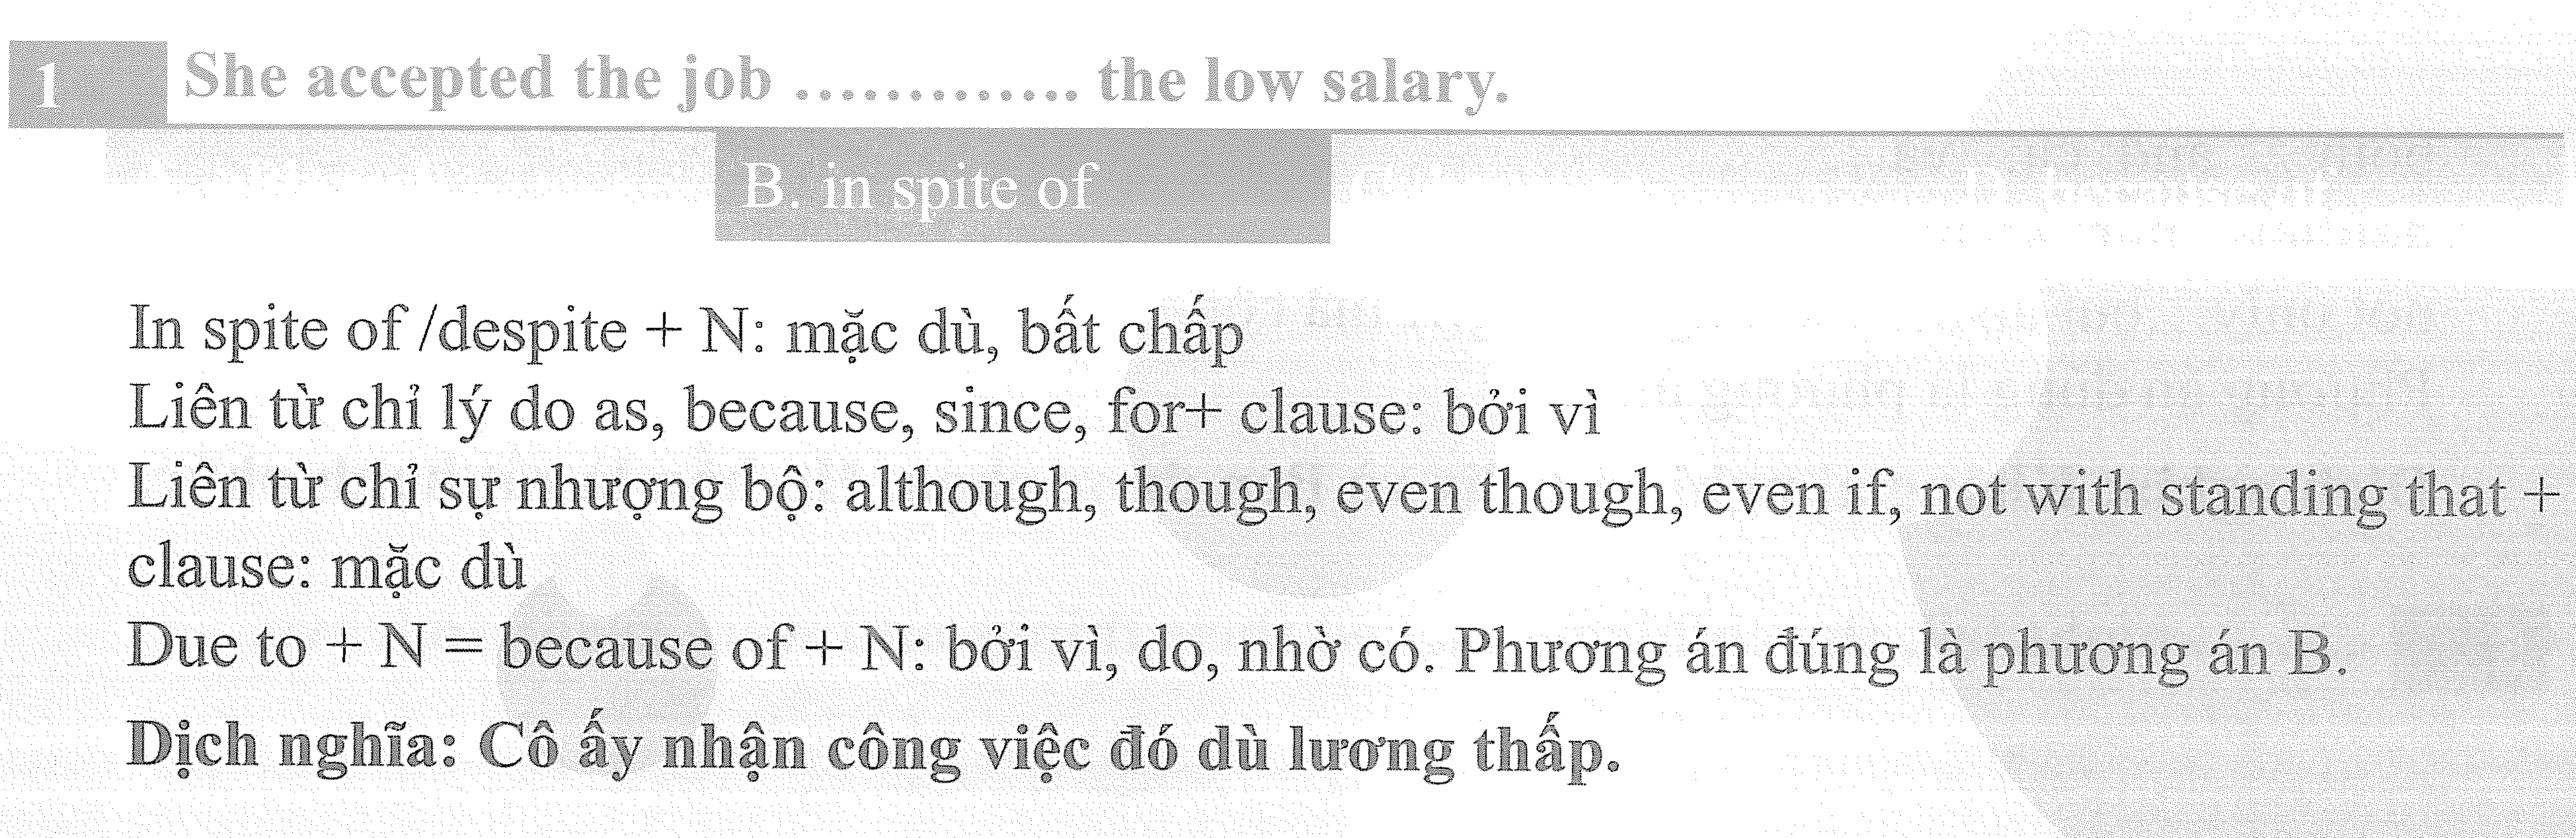 1 She accepted the job ............. the low salary.
B. in spite of
In spite of /despite + N: mặc dù, bất chấp
Liên từ chỉ lý do as, because, since, for+ clause: bởi vì
Liên từ chỉ sự nhượng bộ: although, though, even though, even if, not with standing that +
clause: mặc dù
Due to + N = because of + N: bởi vì, do, nhờ có. Phương án đúng là phương án B.
Dịch nghĩa: Cô ấy nhận công việc đó dù lương thấp.